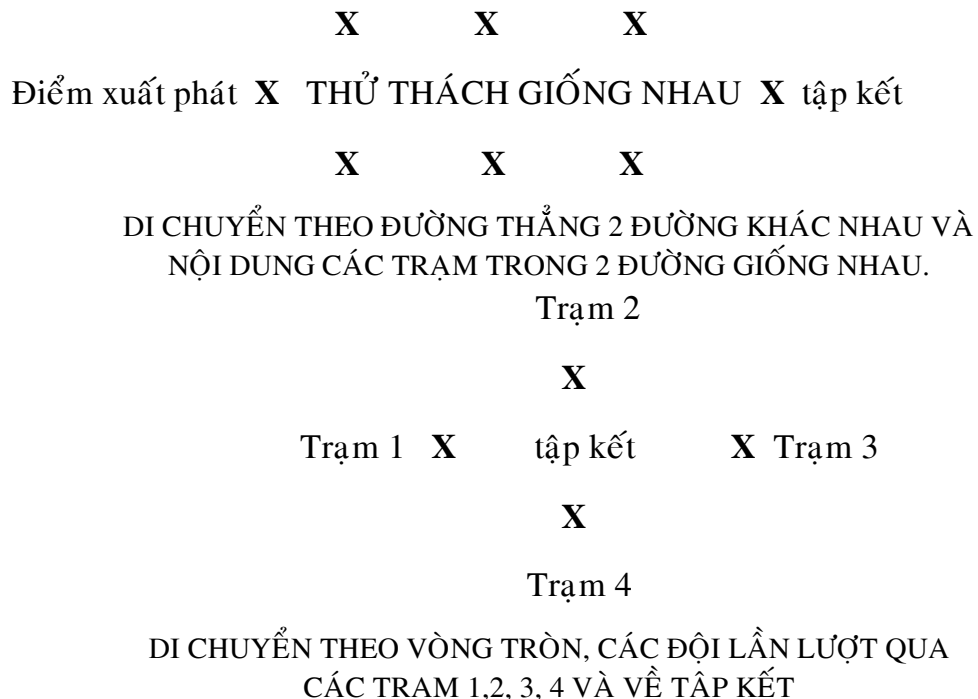 X X X
Điểm xuất phát X THỬ THÁCH GIỐNG NHAU X tập kết
X X X
DI CHUYỂN THEO ĐƯỜNG THẲNG 2 ĐƯỜNG KHÁC NHAU VÀ
NỘI DUNG CÁC TRẠM TRONG 2 ĐƯỜNG GIỐNG NHAU.
Trạm 2
X
Trạm 1 X tập kết X Trạm 3
X
Trạm 4
DI CHUYỂN THEO VÒNG TRÒN, CÁC ĐỘI LẦN LƯỢT QUA
CÁC TRẠM 1,2, 3, 4 VÀ VỀ TẬP KẾT